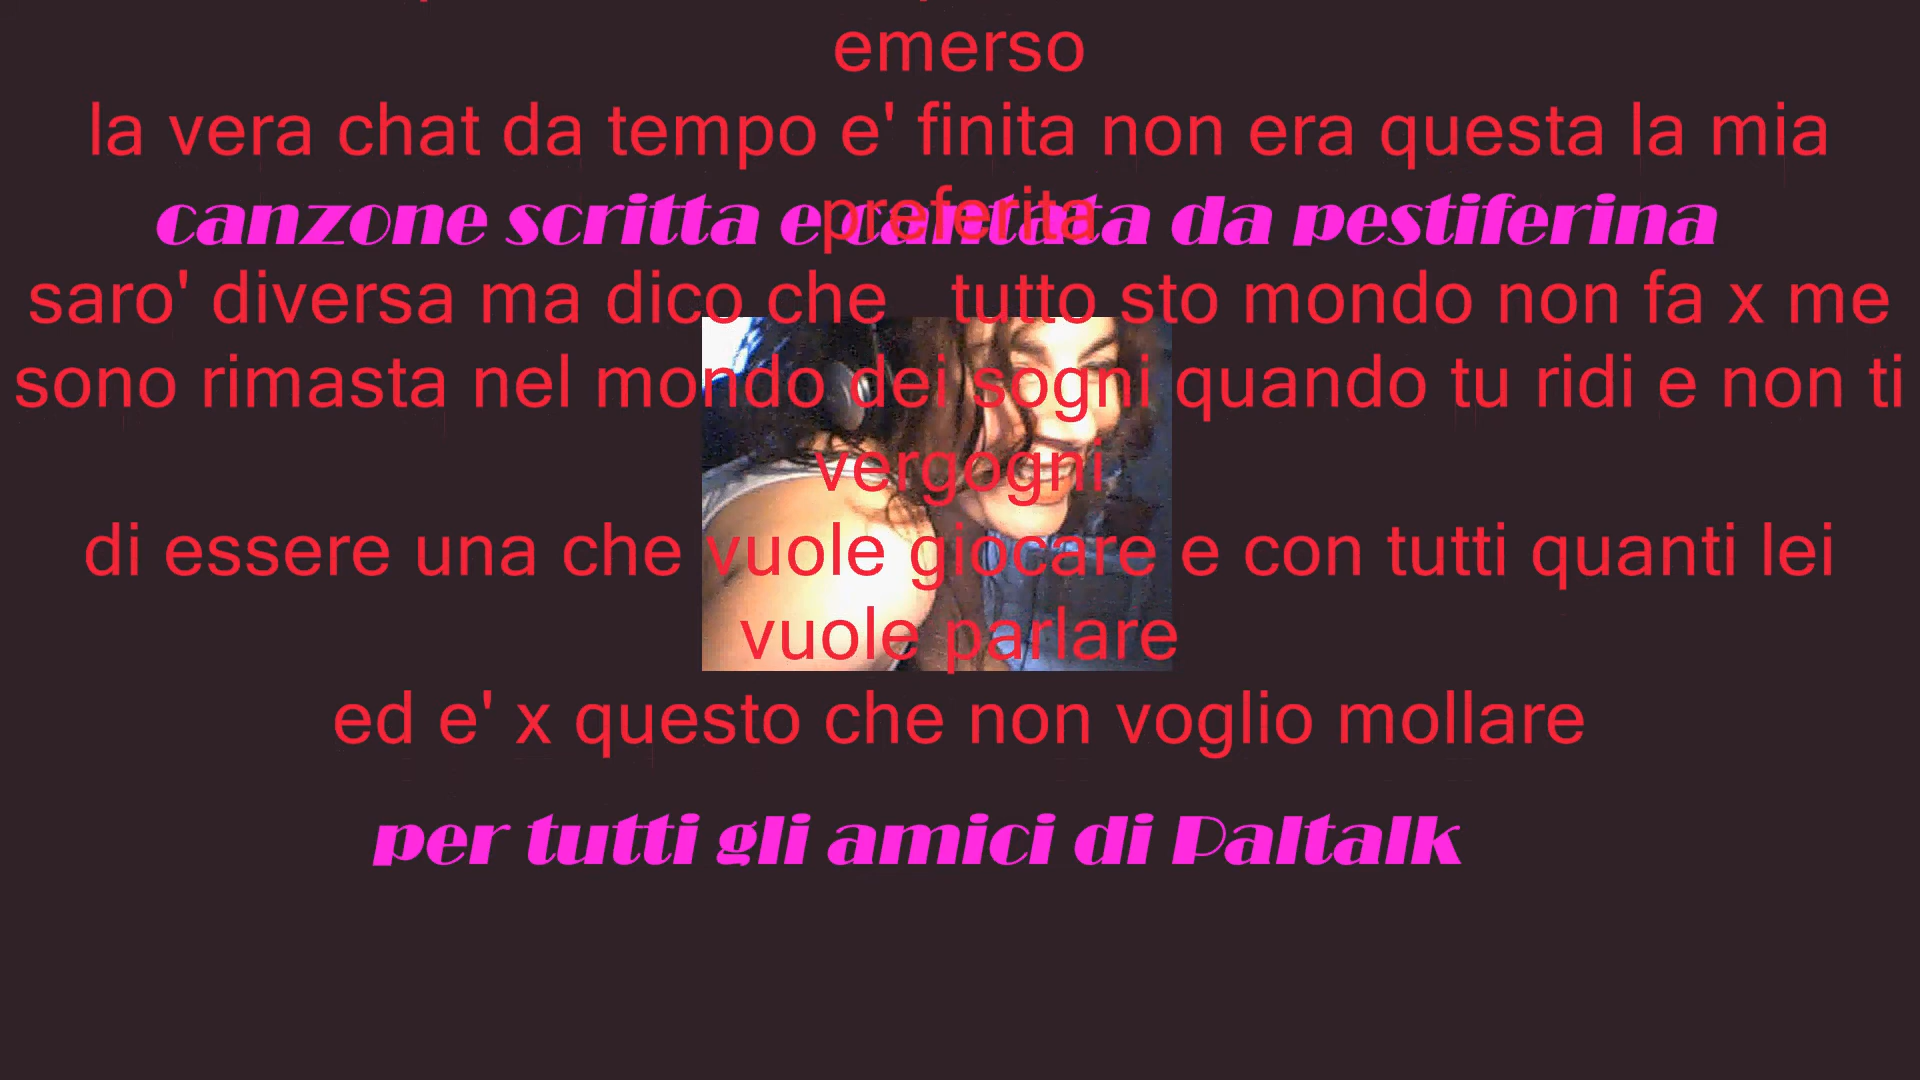 emerso
la vera chat da tempo e' finita non era questa la mia
preferita
canzone scritta e cantata da pestiferina
saro' diversa ma dico che tutto sto mondo non fa x me
sono rimasta nel mondo dei sogni quando tu ridi e non ti
vergogni
di essere una che vuole giocare e con tutti quanti lei
vuole parlare
ed e' x questo che non voglio mollare
per tutti gli amici di Paltalk